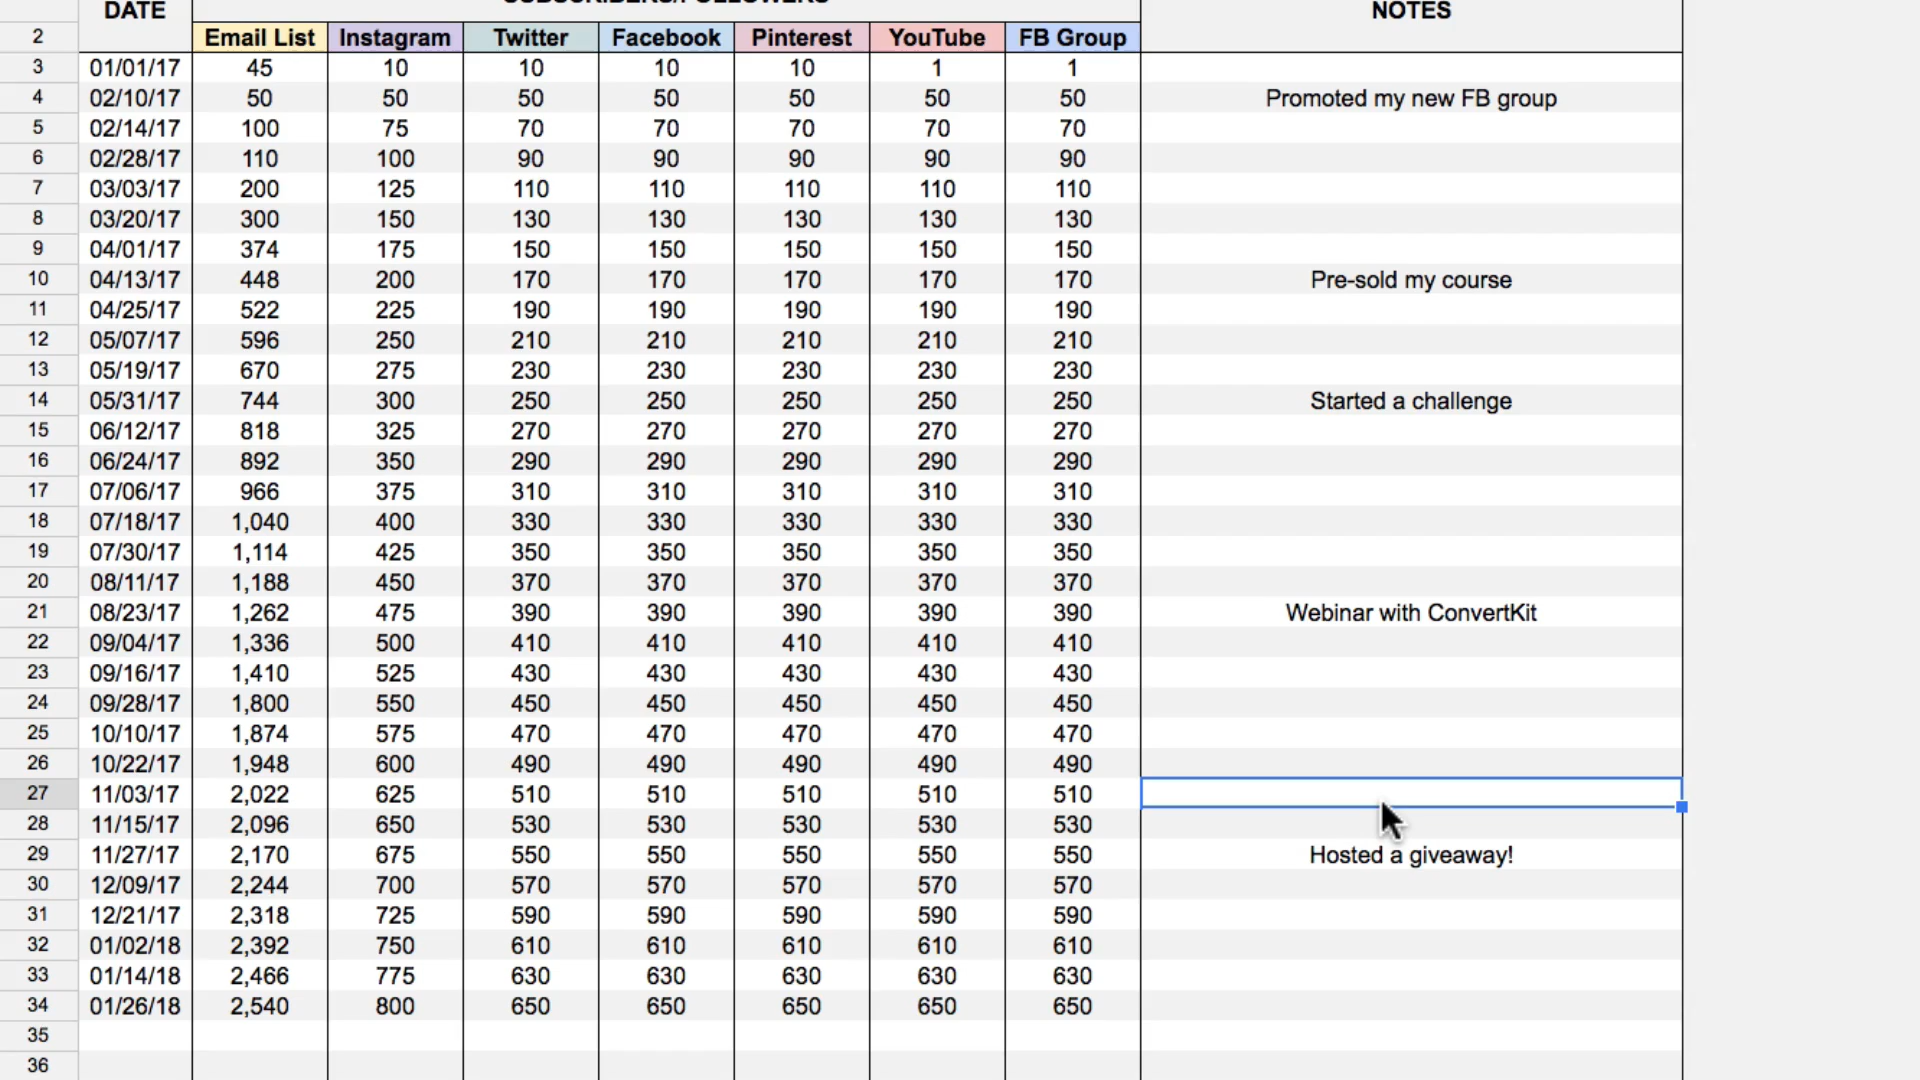 DATE SUBSCRIBERS/FOLLOWERS NOTES
2 Email List Instagram Twitter Facebook Pinterest YouTube FB Group
3 01/01/17 45 10 10 10 10 1 1
4 02/10/17 50 50 50 50 50 50 50 Promoted my new FB group
5 02/14/17 100 75 70 70 70 70 70
6 02/28/17 110 100 90 90 90 90 90
7 03/03/17 200 125 110 110 110 110 110
8 03/20/17 300 150 130 130 130 130 130
9 04/01/17 374 175 150 150 150 150 150
10 04/13/17 448 200 170 170 170 170 170 Pre-sold my course
11 04/25/17 522 225 190 190 190 190 190
12 05/07/17 596 250 210 210 210 210 210
13 05/19/17 670 275 230 230 230 230 230
14 05/31/17 744 300 250 250 250 250 250 Started a challenge
15 06/12/17 818 325 270 270 270 270 270
16 06/24/17 892 350 290 290 290 290 290
17 07/06/17 966 375 310 310 310 310 310
18 07/18/17 1,040 400 330 330 330 330 330
19 07/30/17 1,114 425 350 350 350 350 350
20 08/11/17 1,188 450 370 370 370 370 370
21 08/23/17 1,262 475 390 390 390 390 390 Webinar with ConvertKit
22 09/04/17 1,336 500 410 410 410 410 410
23 09/16/17 1,410 525 430 430 430 430 430
24 09/28/17 1,800 550 450 450 450 450 450
25 10/10/17 1,874 575 470 470 470 470 470
26 10/22/17 1,948 600 490 490 490 490 490
27 11/03/17 2,022 625 510 510 510 510 510
28 11/15/17 2,096 650 530 530 530 530 530
29 11/27/17 2,170 675 550 550 550 550 550 Hosted a giveaway!
30 12/09/17 2,244 700 570 570 570 570 570
31 12/21/17 2,318 725 590 590 590 590 590
32 01/02/18 2,392 750 610 610 610 610 610
33 01/14/18 2,466 775 630 630 630 630 630
34 01/26/18 2,540 800 650 650 650 650 650
35
36